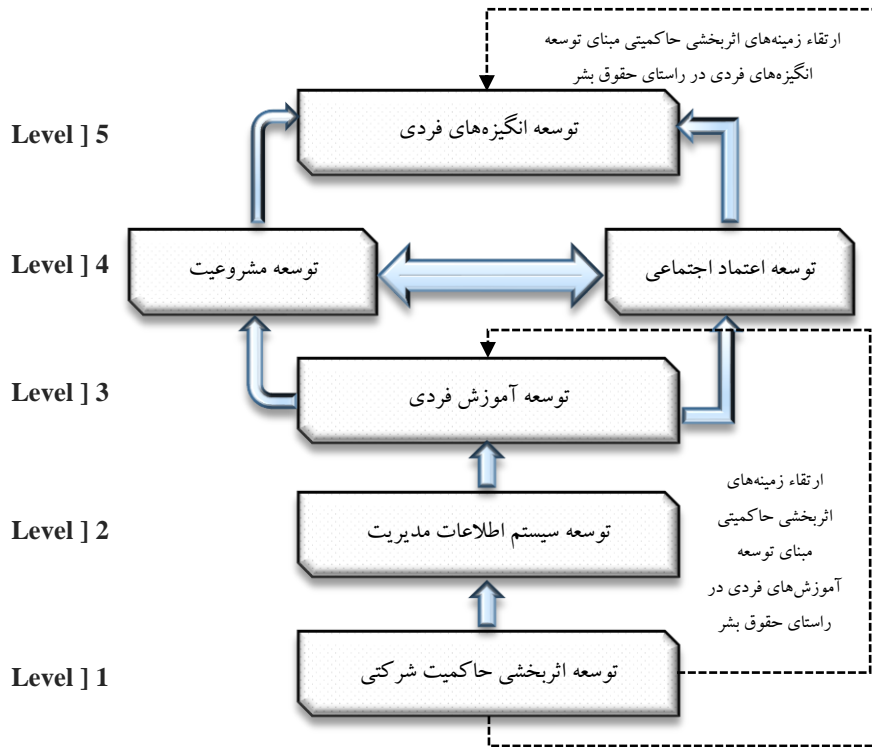 ارتقاء زمینه‌های اثربخشی حاکمیتی مبنای توسعه
انگیزه‌های فردی در راستای حقوق بشر
Level ] 5
توسعه انگیزه‌های فردی
Level ] 4
توسعه مشروعیت
توسعه اعتماد اجتماعی
Level ] 3
توسعه آموزش فردی
ارتقاء زمینه‌های
اثربخشی حاکمیتی
مبنای توسعه
آموزش‌های فردی در
راستای حقوق بشر
Level ] 2
توسعه سیستم اطلاعات مدیریت
Level ] 1
توسعه اثربخشی حاکمیت شرکتی